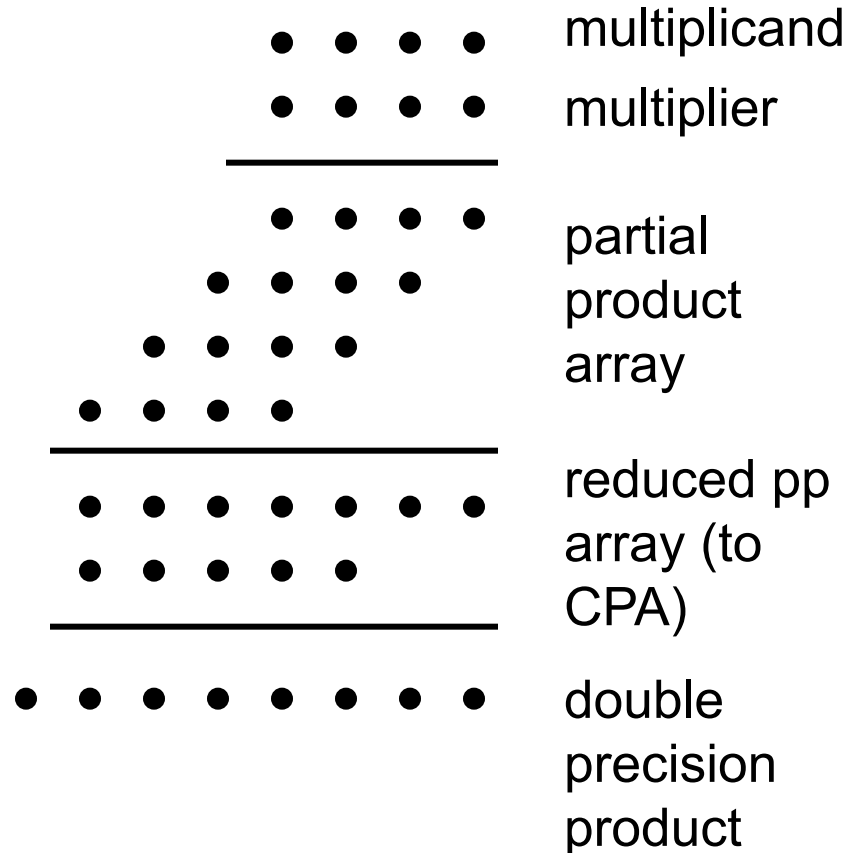 multiplicand
multiplier
partial
product
array
reduced pp
array (to
CPA)
double
precision
product